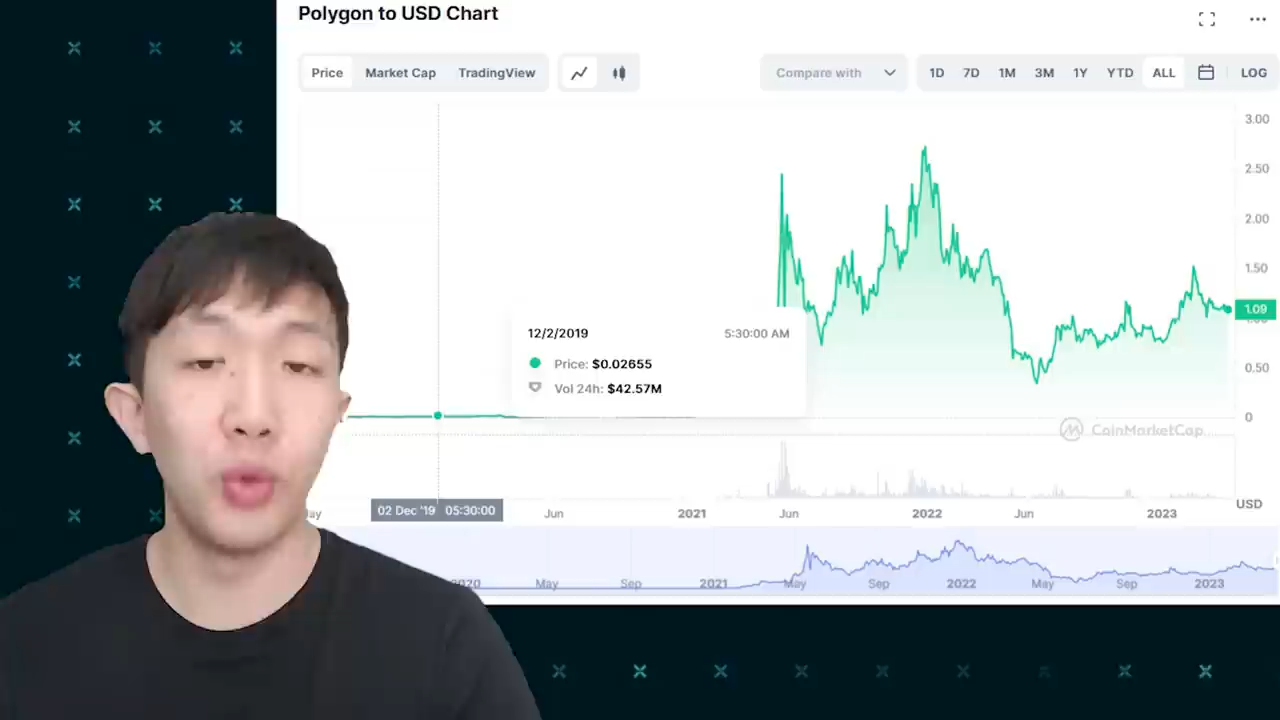 Polygon to USD Chart
Price Market Cap TradingView Compare with 1D 7D 1M 3M 1Y YTD ALL LOG
3.00
2.50
2.00
1.50
1.09
12/2/2019 5:30:00 AM
Price: $0.02655
0.50
Vol 24h: $42.57M
0
CoinMarketCap
USD
02 Dec '19 05:30:00 Jun 2021 Jun 2022 Jun 2023
2020 May Sep 2021 May Sep 2022 May Sep 2023